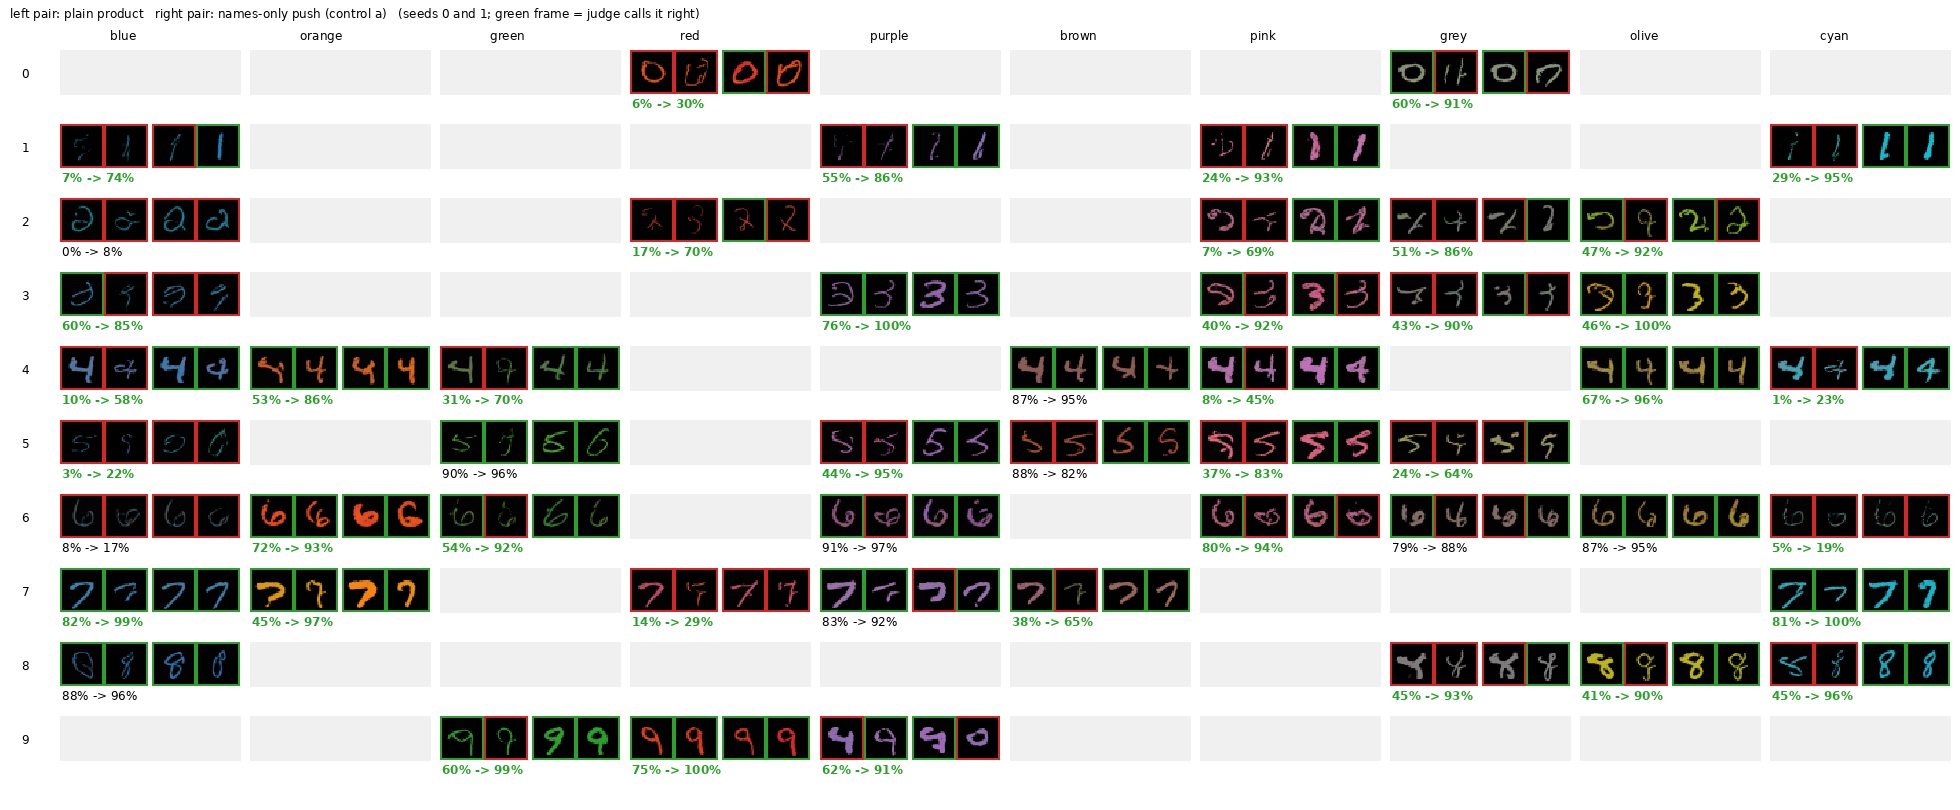 left pair: plain product   right pair: names-only push (control a)   (seeds 0 and 1; green frame = judge calls it right)
blue orange green red purple brown pink grey olive cyan
0
6% -> 30% 60% -> 91%
1
7% -> 74% 55% -> 86% 24% -> 93% 29% -> 95%
2
0% -> 8% 17% -> 70% 7% -> 69% 51% -> 86% 47% -> 92%
3
60% -> 85% 76% -> 100% 40% -> 92% 43% -> 90% 46% -> 100%
4
10% -> 58% 53% -> 86% 31% -> 70% 87% -> 95% 8% -> 45% 67% -> 96% 1% -> 23%
5
3% -> 22% 90% -> 96% 44% -> 95% 88% -> 82% 37% -> 83% 24% -> 64%
6
8% -> 17% 72% -> 93% 54% -> 92% 91% -> 97% 80% -> 94% 79% -> 88% 87% -> 95% 5% -> 19%
7
82% -> 99% 45% -> 97% 14% -> 29% 83% -> 92% 38% -> 65% 81% -> 100%
8
88% -> 96% 45% -> 93% 41% -> 90% 45% -> 96%
9
60% -> 99% 75% -> 100% 62% -> 91%